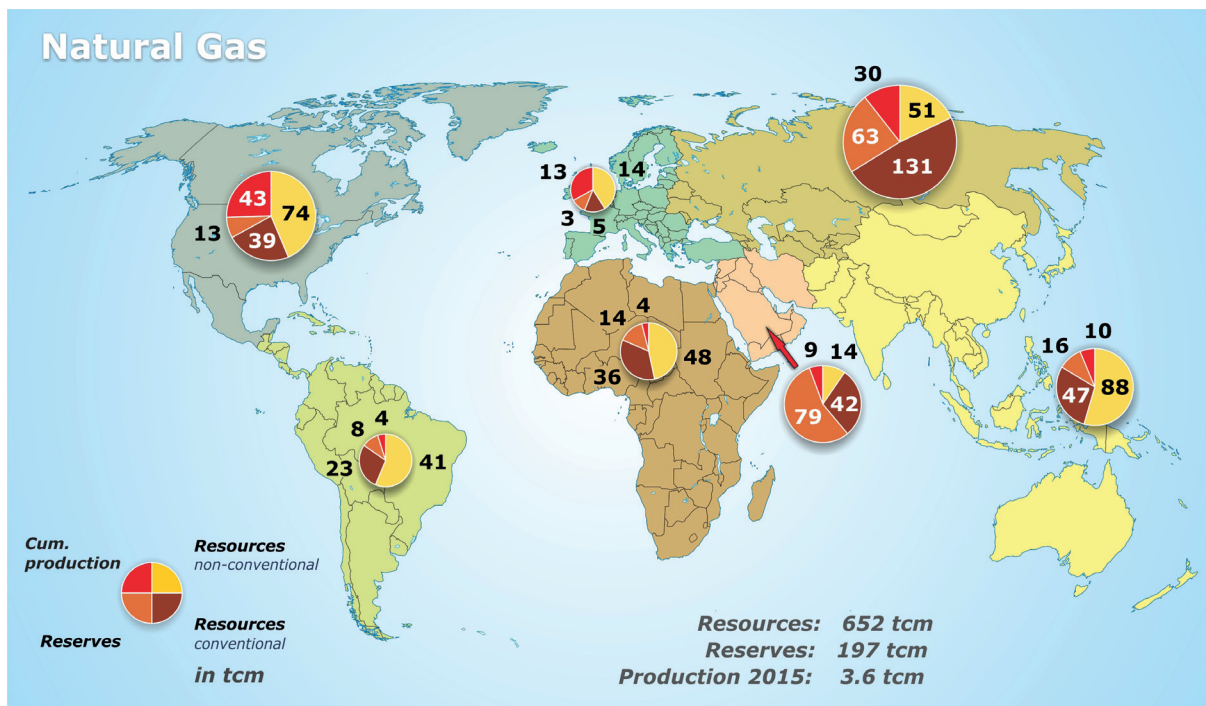 Natural Gas
30
51
63
131
13
14
3
5
43
74
13
39
4
14
48
36
9
14
42
79
10
16
88
47
4
8
41
23
Cum.
production
Resources
non-conventional
Reserves
Resources
conventional
in tcm
Resources: 652 tcm
Reserves: 197 tcm
Production 2015: 3.6 tcm